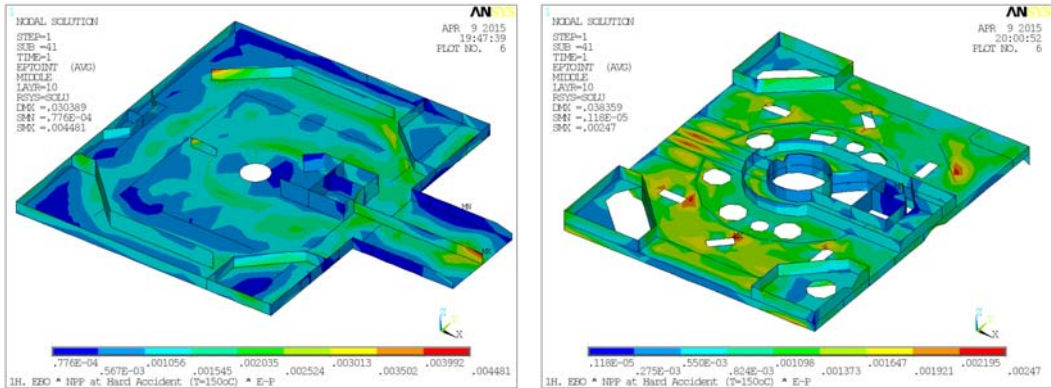 1
ANSYS
NODAL SOLUTION
APR 9 2015
19:47:39
PLOT NO. 6
STEP=1
SUB =41
TIME=1
EPTOINT (AVG)
MIDDLE
LAYR=10
RSYS=SOLU
DMX =.030389
SMN =.776E-04
SMX =.004481
MN
MX
Z
Y
X
.776E-04 .001056 .002035 .003013 .003992
.567E-03 .001545 .002524 .003502 .004481
1H. EBO * NPP at Hard Accident (T=150oC) * E-P
1
ANSYS
NODAL SOLUTION
APR 9 2015
20:00:52
PLOT NO. 6
STEP=1
SUB =41
TIME=1
EPTOINT (AVG)
MIDDLE
LAYR=10
RSYS=SOLU
DMX =.038359
SMN =.118E-05
SMX =.00247
Z
Y
X
.118E-05 .550E-03 .001098 .001647 .002195
.275E-03 .824E-03 .001373 .001921 .00247
1H. EBO * NPP at Hard Accident (T=150oC) * E-P